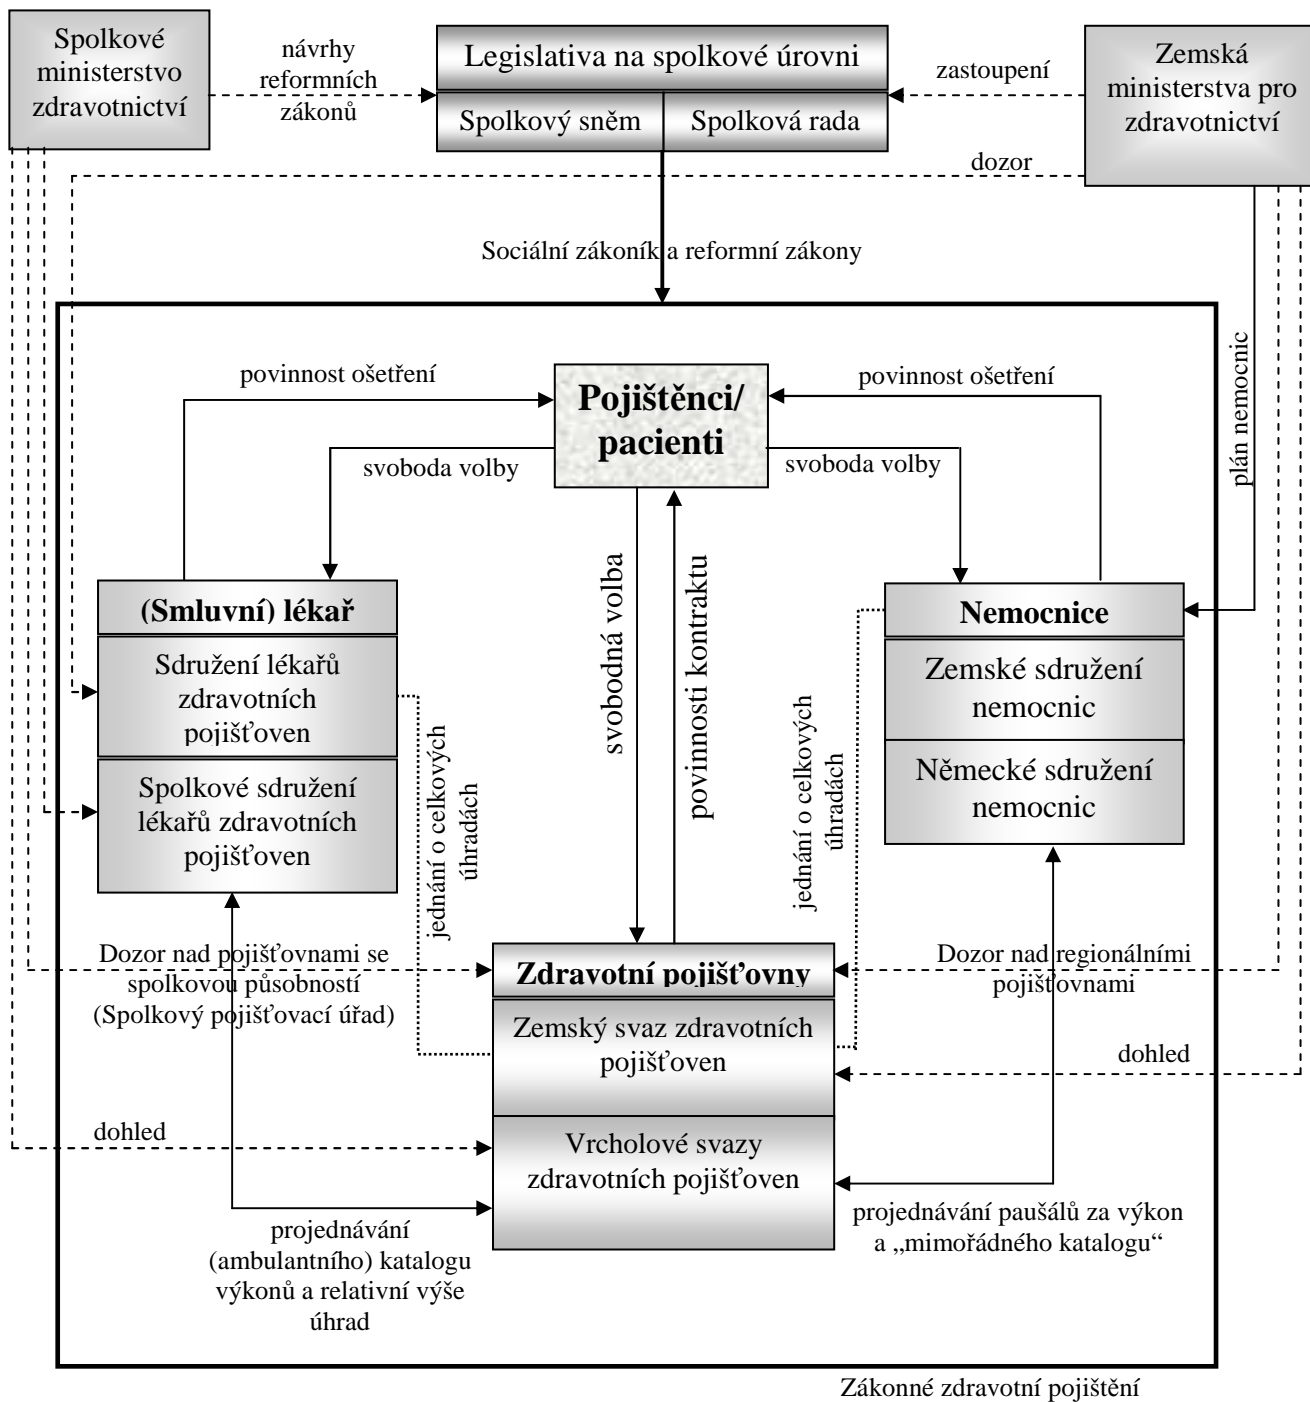 Spolkové
ministerstvo
zdravotnictví
návrhy
reformních
zákonů
Legislativa na spolkové úrovni
Spolkový sněm
Spolková rada
zastoupení
Zemská
ministerstva pro
zdravotnictví
dozor
Sociální zákoník a reformní zákony
plán nemocnic
povinnost ošetření
Pojištěnci/
pacienti
povinnost ošetření
svoboda volby
svoboda volby
svobodná volba
povinnosti kontraktu
(Smluvní) lékař
Sdružení lékařů
zdravotních
pojišťoven
Spolkové sdružení
lékařů zdravotních
pojišťoven
jednání o celkových
úhradách
jednání o celkových
úhradách
Nemocnice
Zemské sdružení
nemocnic
Německé sdružení
nemocnic
Dozor nad pojišťovnami se
spolkovou působností
(Spolkový pojišťovací úřad)
Zdravotní pojišťovny
Zemský svaz zdravotních
pojišťoven
Vrcholové svazy
zdravotních pojišťoven
Dozor nad regionálními
pojišťovnami
dohled
dohled
projednávání
(ambulantního) katalogu
výkonů a relativní výše
úhrad
projednávání paušálů za výkon
a „mimořádného katalogu“
Zákonné zdravotní pojištění